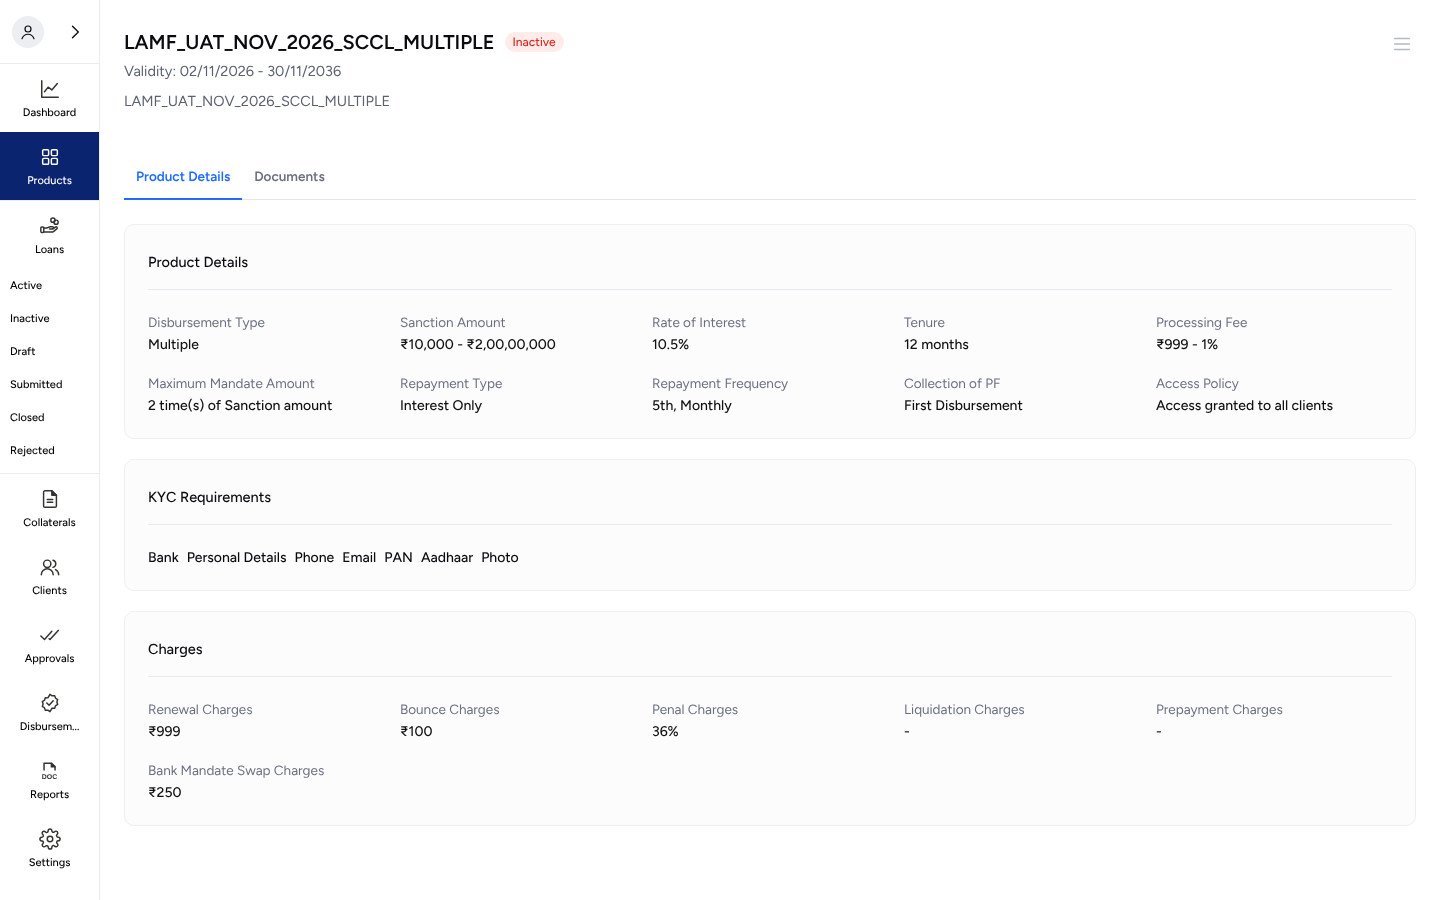 LAMF_UAT_NOV_2026_SCCL_MULTIPLE Inactive
Validity: 02/11/2026 - 30/11/2036
LAMF_UAT_NOV_2026_SCCL_MULTIPLE
Dashboard
Products
Loans
Active
Inactive
Draft
Submitted
Closed
Rejected
Collaterals
Clients
Approvals
Disbursem...
DOC
Reports
Settings
Product Details Documents
Product Details
Disbursement Type Sanction Amount Rate of Interest Tenure Processing Fee
Multiple ₹10,000 - ₹2,00,00,000 10.5% 12 months ₹999 - 1%
Maximum Mandate Amount Repayment Type Repayment Frequency Collection of PF Access Policy
2 time(s) of Sanction amount Interest Only 5th, Monthly First Disbursement Access granted to all clients
KYC Requirements
Bank Personal Details Phone Email PAN Aadhaar Photo
Charges
Renewal Charges Bounce Charges Penal Charges Liquidation Charges Prepayment Charges
₹999 ₹100 36% - -
Bank Mandate Swap Charges
₹250